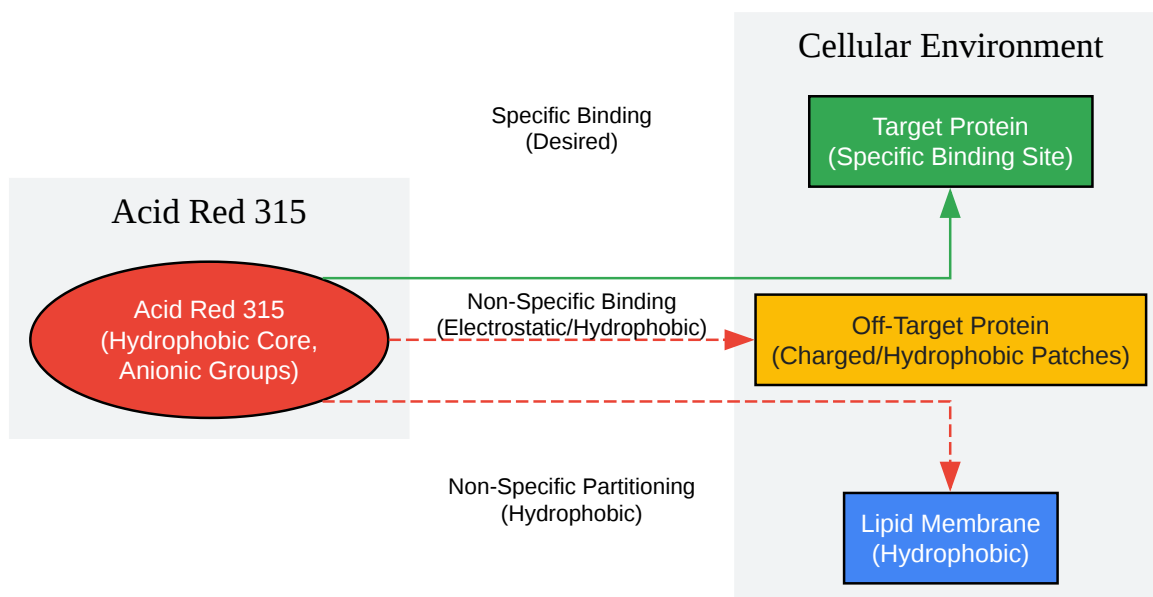 Cellular Environment
Specific Binding
(Desired)
Target Protein
(Specific Binding Site)
Acid Red 315
Acid Red 315
(Hydrophobic Core,
Anionic Groups)
Non-Specific Binding
(Electrostatic/Hydrophobic)
Off-Target Protein
(Charged/Hydrophobic Patches)
Non-Specific Partitioning
(Hydrophobic)
Lipid Membrane
(Hydrophobic)